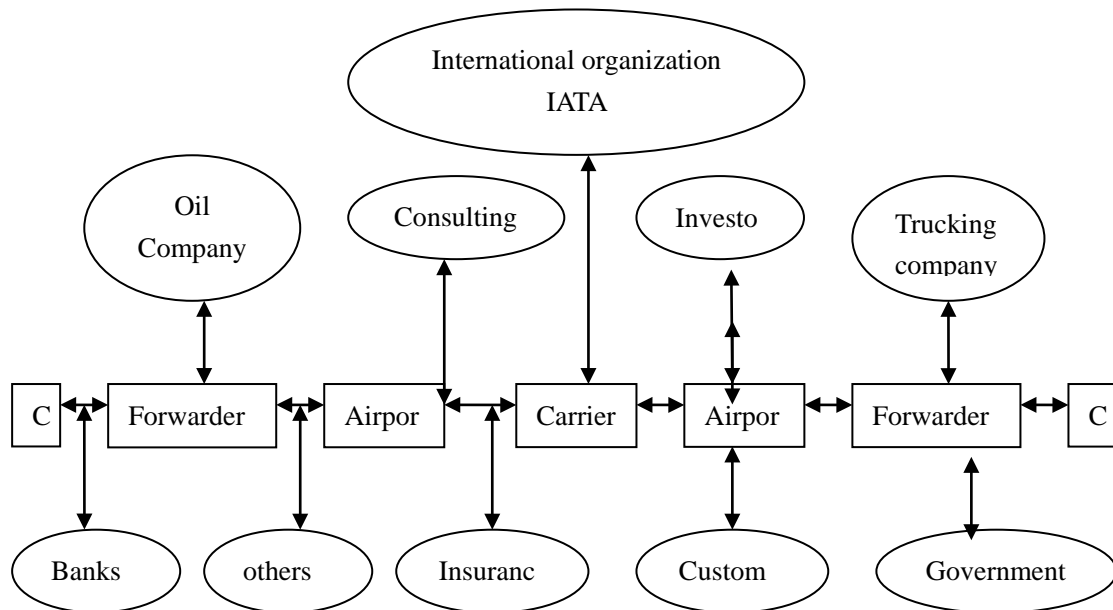 International organization
IATA
Oil
Company
Consulting
Investo
Trucking
company
C
Forwarder
Airpor
Carrier
Airpor
Forwarder
C
Banks
others
Insuranc
Custom
Government